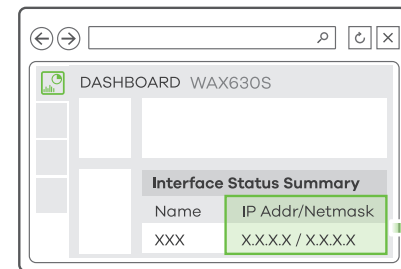 DASHBOARD WAX630S
Interface Status Summary
Name IP Addr/Netmask
XXX X.X.X.X / X.X.X.X